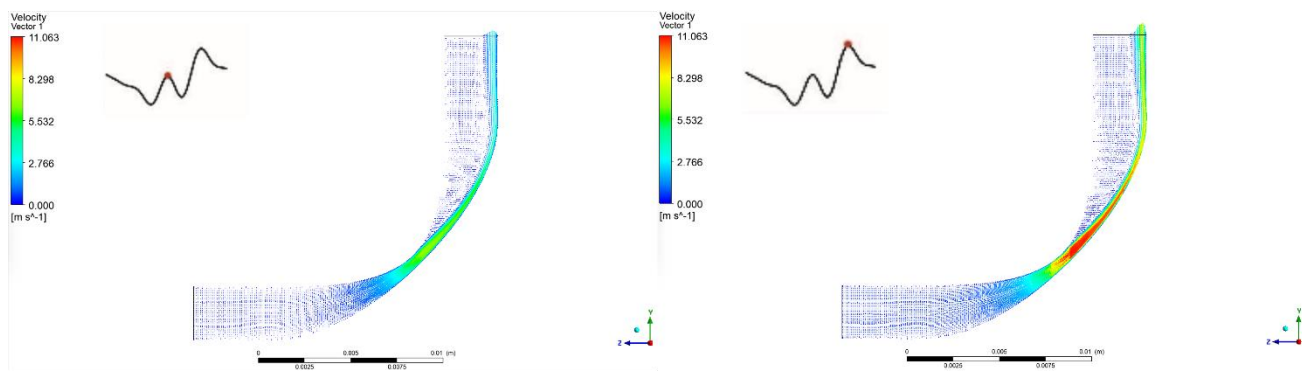 Velocity
Vector 1
11.063
8.298
5.532
2.766
0.000
[m s^-1]
0 0.005 0.01 (m)
0.0025 0.0075
Y
Z
Velocity
Vector 1
11.063
8.298
5.532
2.766
0.000
[m s^-1]
0 0.005 0.01 (m)
0.0025 0.0075
Y
Z